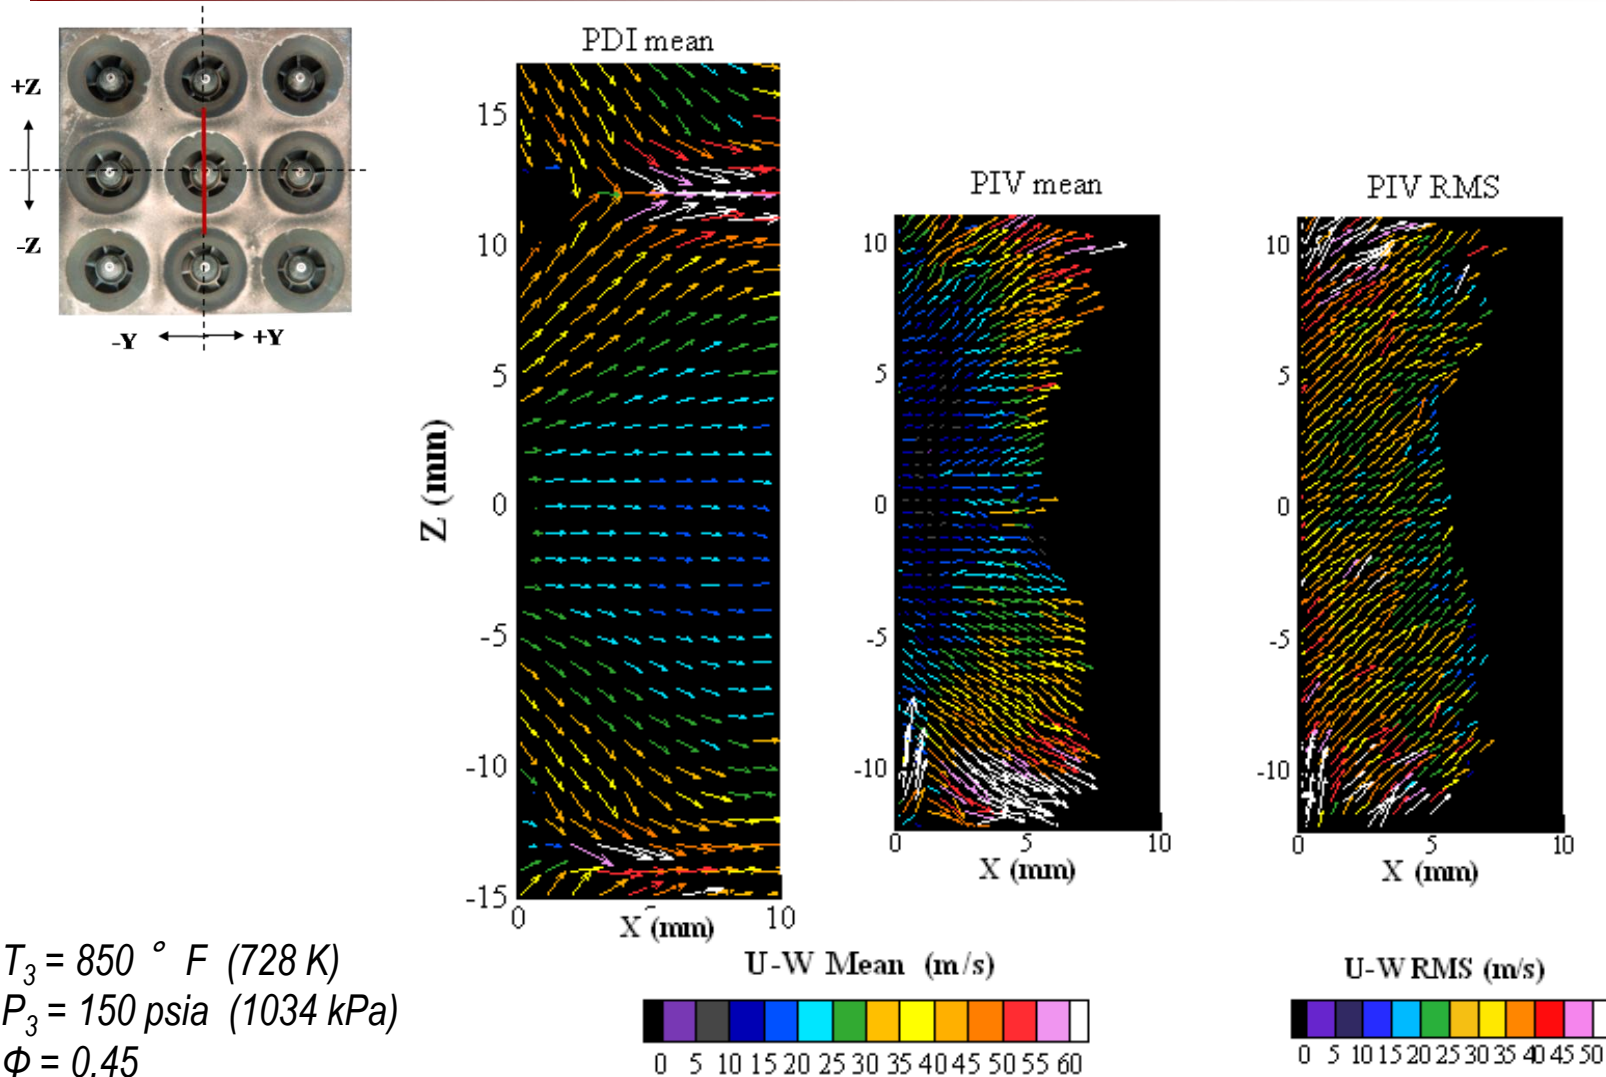 +Z
-Z
-Y
+Y
PDI mean
15
10
5
0
-5
-10
-15
Z (mm)
0
10
X (mm)
PIV mean
10
5
0
-5
-10
0
5
10
X (mm)
PIV RMS
10
5
0
-5
-10
0
5
10
X (mm)
U-W Mean (m/s)
0 5 10 15 20 25 30 35 40 45 50 55 60
U-W RMS (m/s)
0 5 10 15 20 25 30 35 40 45 50
T3 = 850 ° F (728 K)
P3 = 150 psia (1034 kPa)
Φ = 0.45